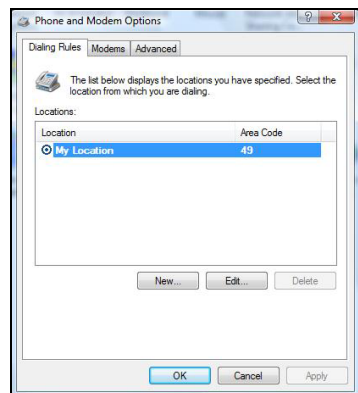 Phone and Modem Options
Dialing Rules Modems Advanced
The list below displays the locations you have specified. Select the
location from which you are dialing.
Locations:
Location Area Code
My Location 49
New... Edit... Delete
OK Cancel Apply